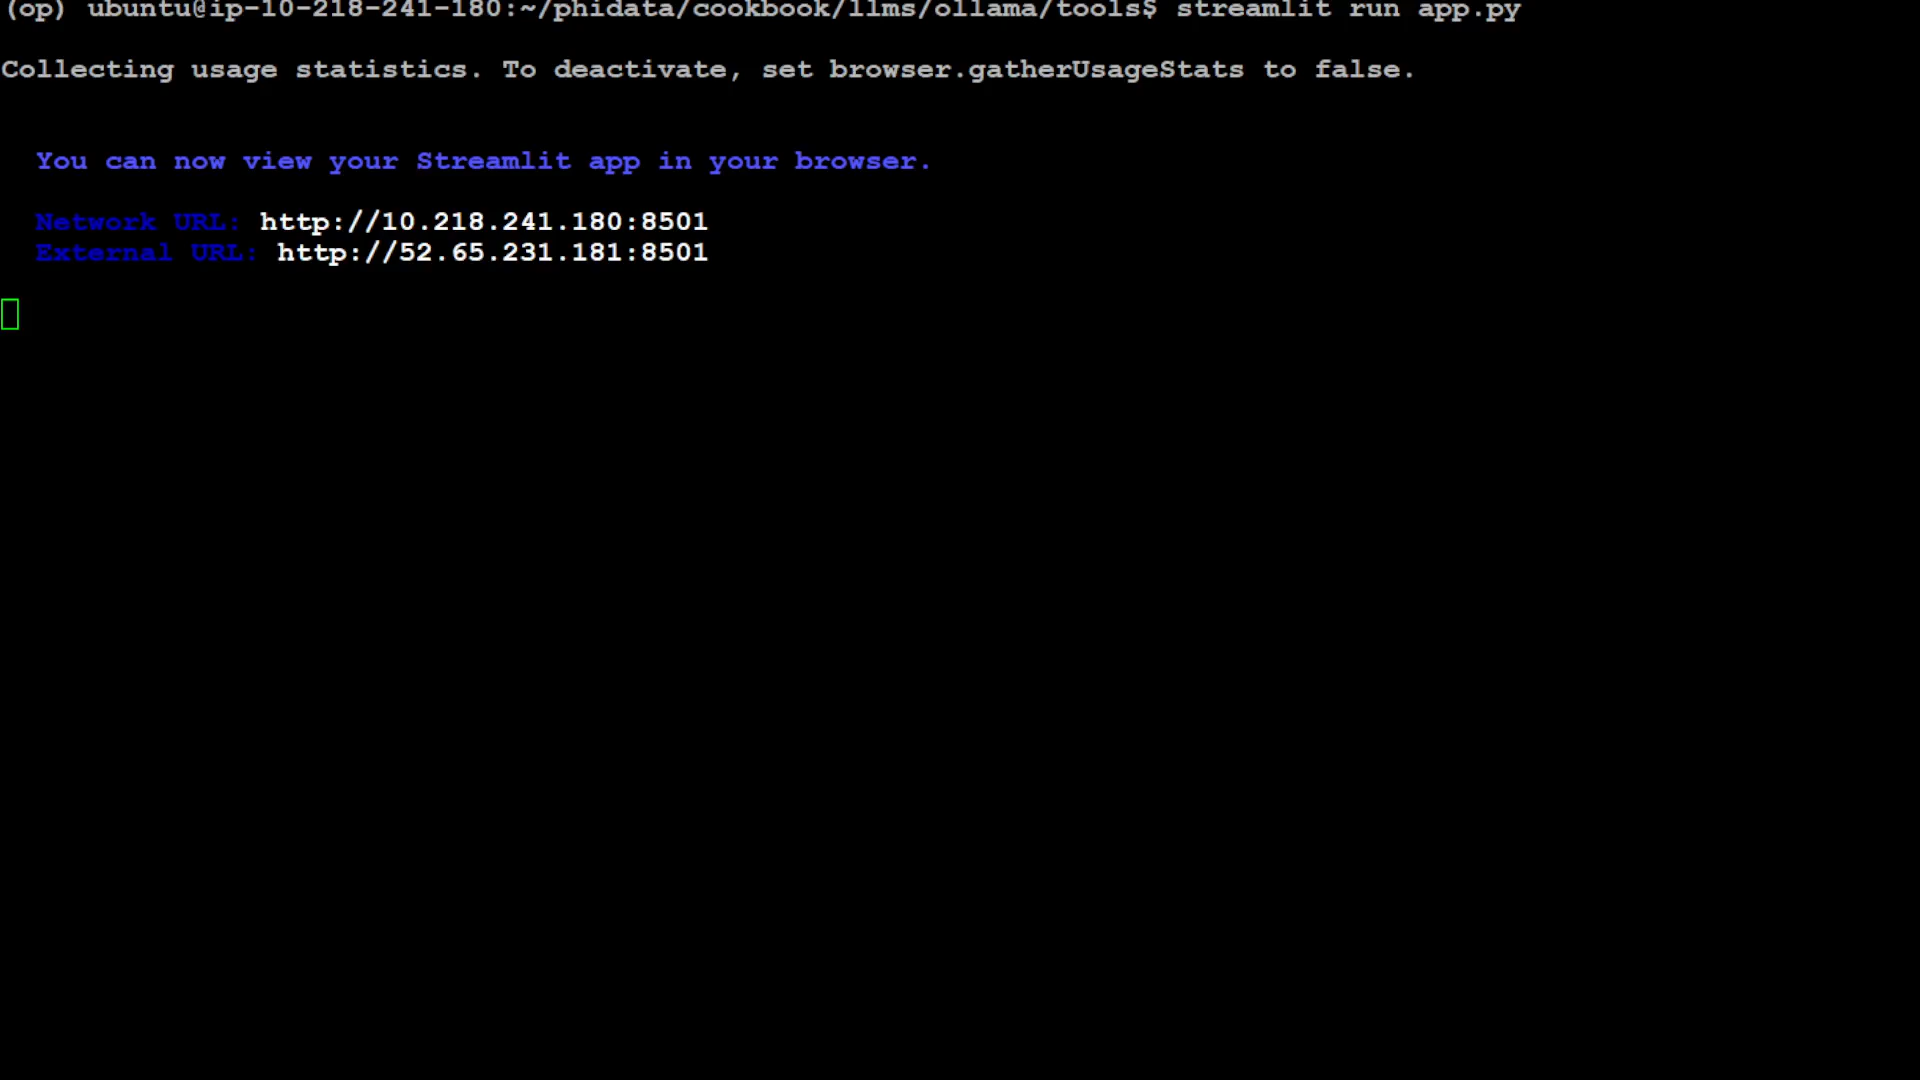 (op) ubuntu@ip-10-218-241-180:~/phidata/cookbook/llms/ollama/tools$ streamlit run app.py
Collecting usage statistics. To deactivate, set browser.gatherUsageStats to false.
You can now view your Streamlit app in your browser.
Network URL: http://10.218.241.180:8501
External URL: http://52.65.231.181:8501